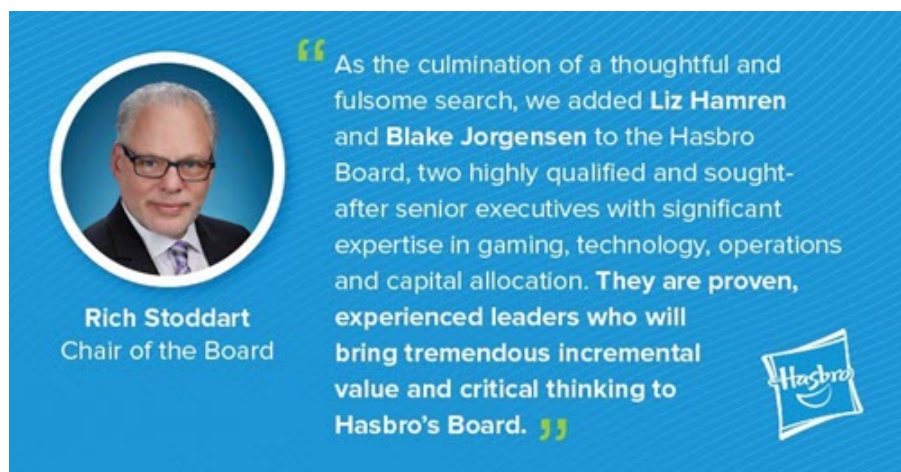 “
As the culmination of a thoughtful and
fulsome search, we added Liz Hamren
and Blake Jorgensen to the Hasbro
Board, two highly qualified and sought-
after senior executives with significant
expertise in gaming, technology, operations
and capital allocation. They are proven,
experienced leaders who will
bring tremendous incremental
value and critical thinking to
Hasbro’s Board. ”
Rich Stoddart
Chair of the Board
Hasbro